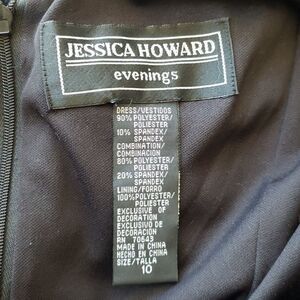 JESSICA HOWARD
evenings
DRESS/VESTIDOS
90% POLYESTER/
POLIESTER
10% SPANDEX/
SPANDEX
COMBINATION/
COMBINACION
80% POLYESTER/
POLIESTER
20% SPANDEX/
SPANDEX
LINING/FORRO
100% POLYESTER/
POLIESTER
EXCLUSIVE OF
DECORATION
EXCLUSIVO DE
DECORACION
RN 70643
MADE IN CHINA
HECHO EN CHINA
SIZE/TALLA
10